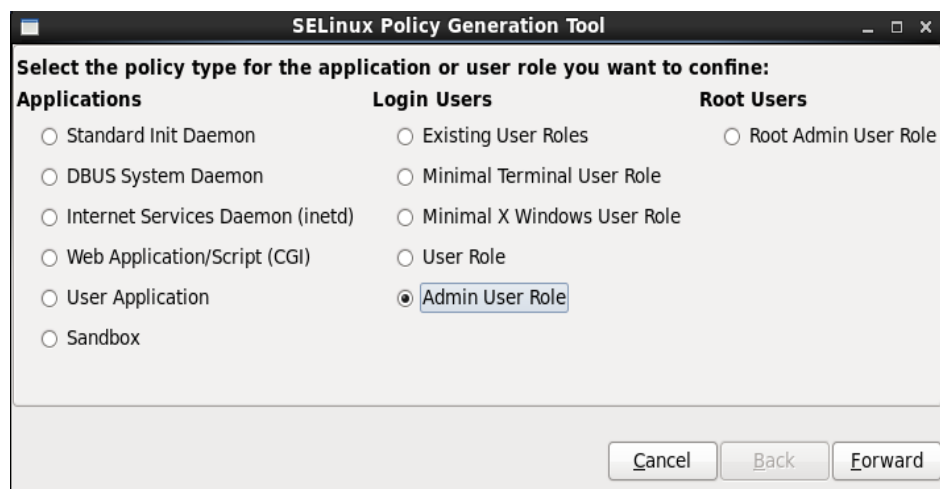 SELinux Policy Generation Tool
Select the policy type for the application or user role you want to confine:
Applications
Standard Init Daemon
DBUS System Daemon
Internet Services Daemon (inetd)
Web Application/Script (CGI)
User Application
Sandbox
Login Users
Existing User Roles
Minimal Terminal User Role
Minimal X Windows User Role
User Role
Admin User Role
Root Users
Root Admin User Role
Cancel
Back
Forward